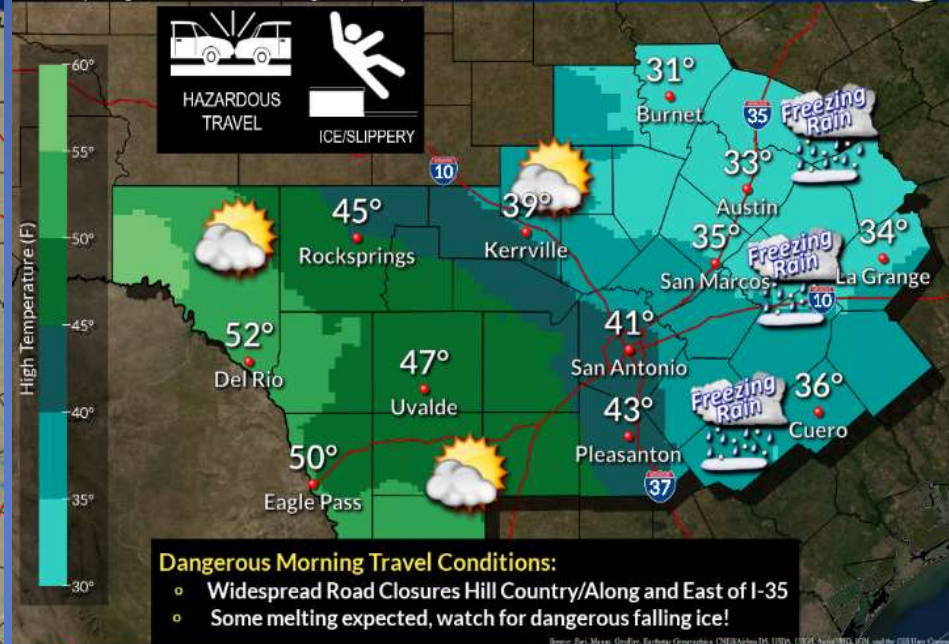 HAZARDOUS
TRAVEL
ICE/SLIPPERY
High Temperature (F)
60°
55°
50°
45°
40°
35°
30°
31°
Burnet
35
Freezing
Rain
10
33°
Austin
45°
Rocksprings
39°
Kerrville
35°
San Marcos
Freezing
Rain
34°
La Grange
10
52°
Del Rio
41°
San Antonio
47°
Uvalde
43°
Pleasanton
Freezing
Rain
36°
Cuero
50°
Eagle Pass
37
Dangerous Morning Travel Conditions:
Widespread Road Closures Hill Country/Along and East of I-35
Some melting expected, watch for dangerous falling ice!